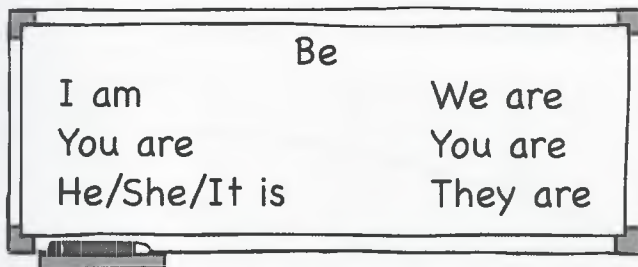 Be
I am
You are
He/She/It is
We are
You are
They are